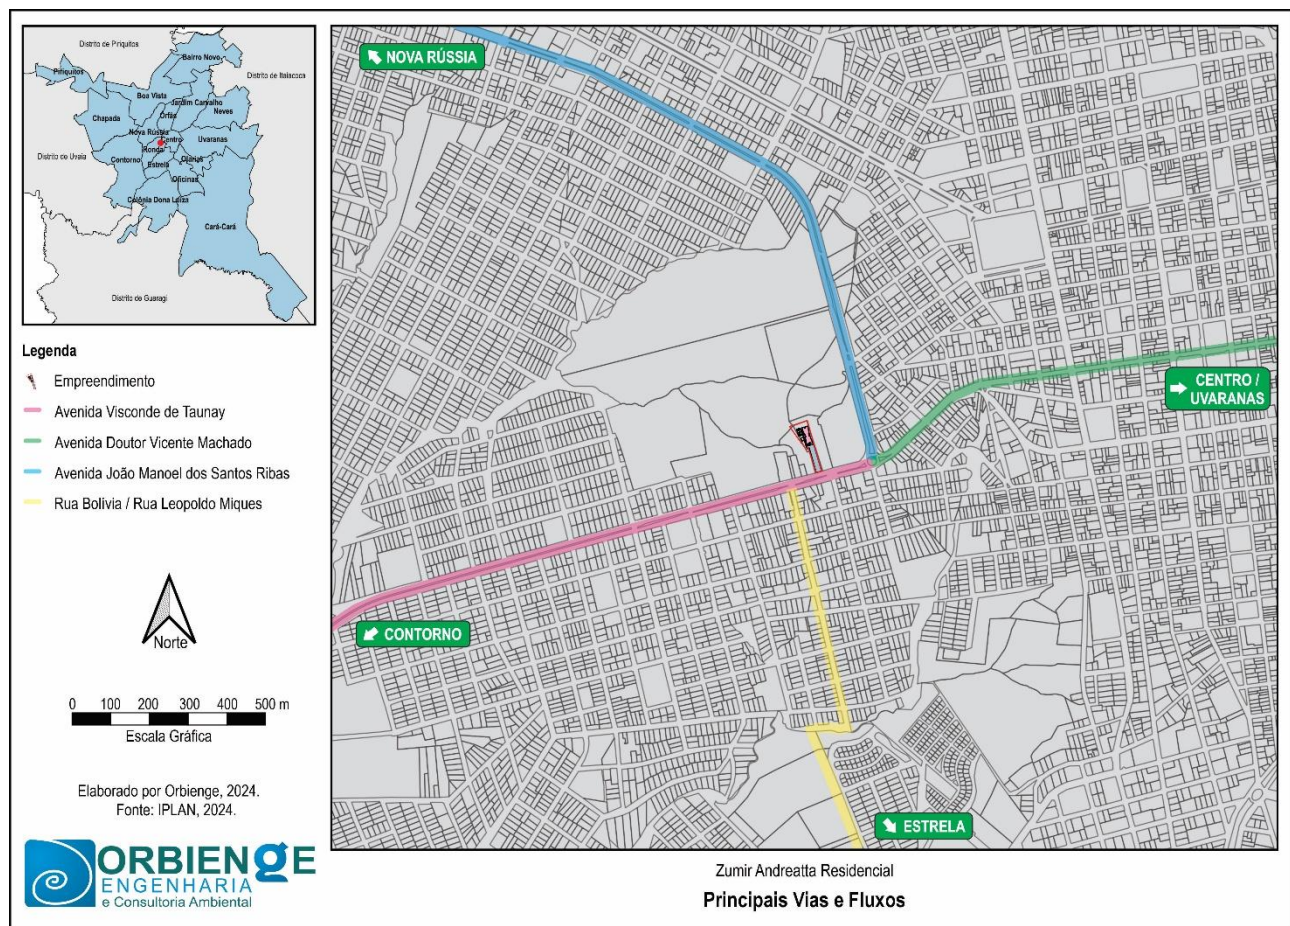 Distrito de Piriquitos
Bairro Novo
Distrito de Itaiacoca
Piriquitos
Boa Vista
Jardim Carvalho
Neves
Chapada
Órfãs
Nova Rússia
Centro
Uvaranas
Ronda
Distrito de Uvaia
Contorno
Estrela
Olarias
Oficinas
Colônia Dona Luíza
Cará-Cará
Distrito de Guaragi
Legenda
Empreendimento
Avenida Visconde de Taunay
Avenida Doutor Vicente Machado
Avenida João Manoel dos Santos Ribas
Rua Bolivia / Rua Leopoldo Miques
Norte
0 100 200 300 400 500 m
Escala Gráfica
Elaborado por Orbienge, 2024.
Fonte: IPLAN, 2024.
ORBIENGE
ENGENHARIA
e Consultoria Ambiental
NOVA RÚSSIA
CENTRO /
UVARANAS
CONTORNO
ESTRELA
Zumir Andreatta Residencial
Principais Vias e Fluxos